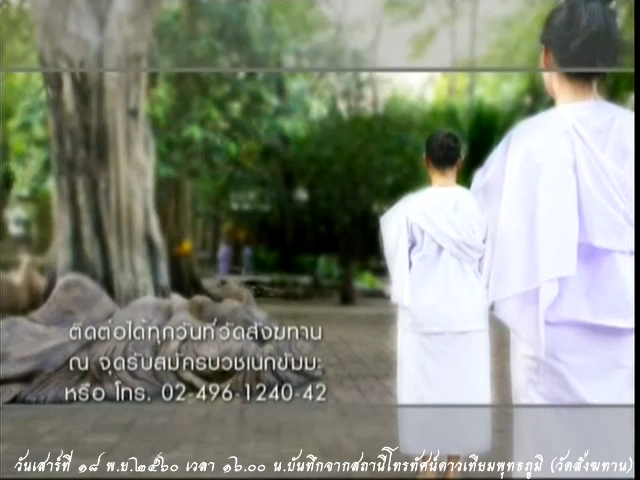 ติดต่อได้ทุกวันที่วัดสังฆทาน
ณ จุดรับสมัครบวชเนกขัมมะ
หรือ โทร. 02-496-1240-42
วันเสาร์ที่ ๑๘ พ.ย.๒๕๖๐ เวลา ๑๖.๐๐ น.บันทึกจากสถานีโทรทัศน์ดาวเทียมพุทธภูมิ (วัดสังฆทาน)